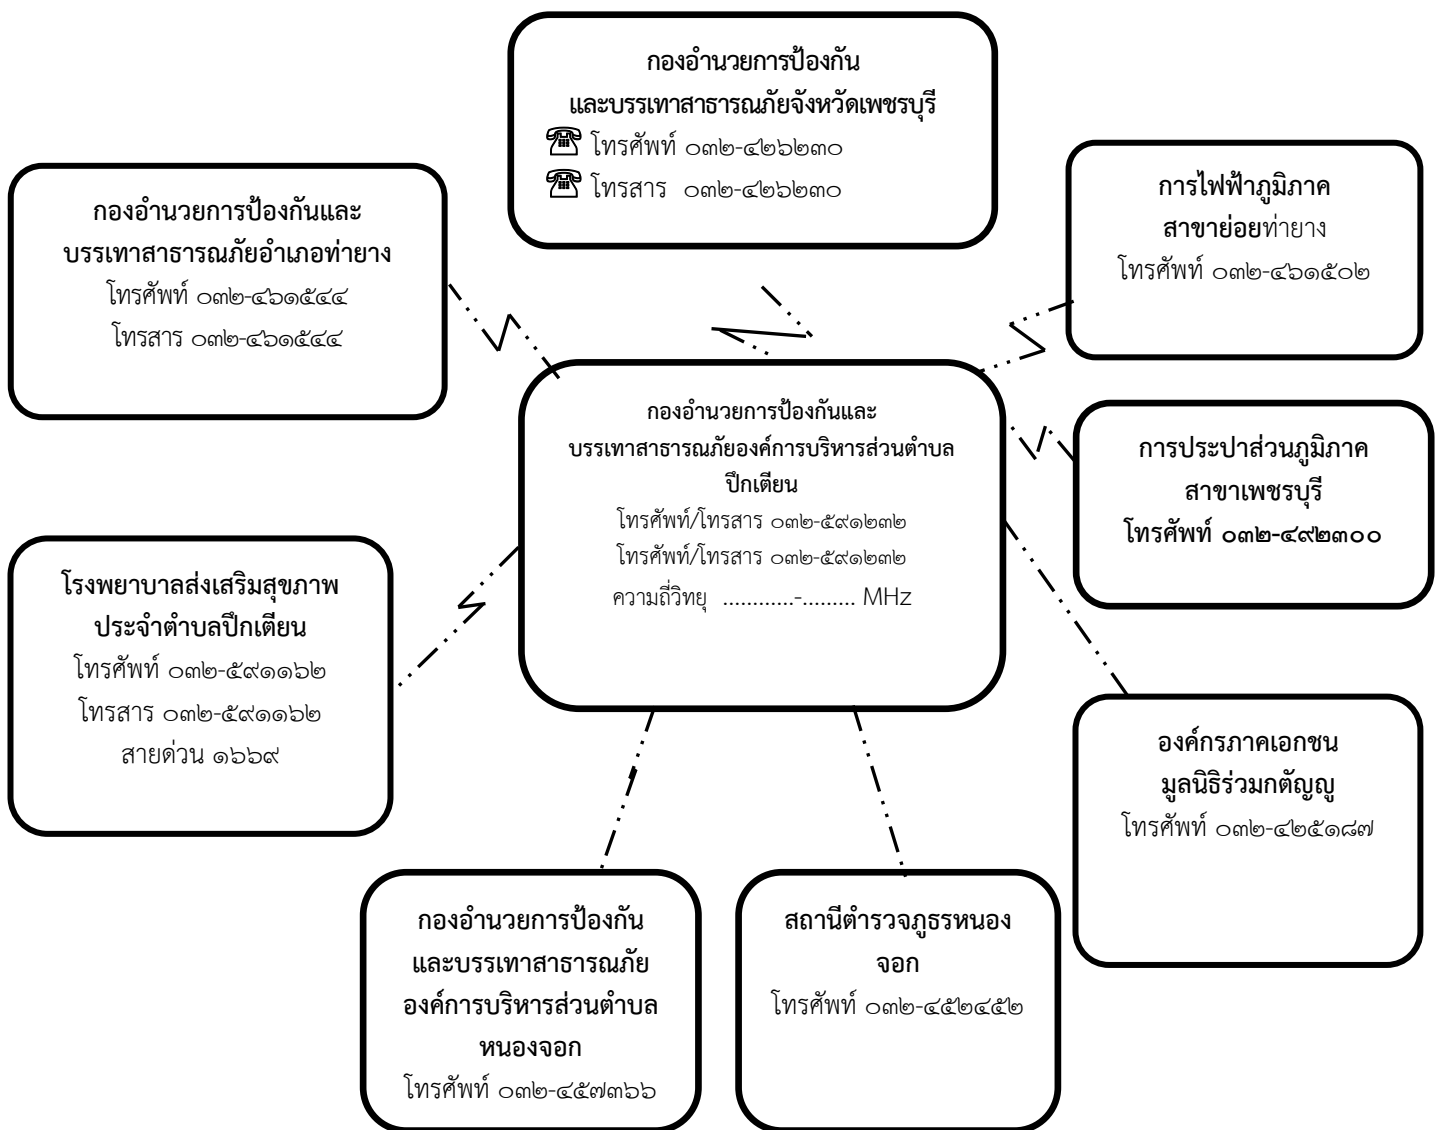 กองอำนวยการป้องกัน
และบรรเทาสาธารณภัยจังหวัดเพชรบุรี
โทรศัพท์ ๐๓๒-๔๒๖๒๓๐
โทรสาร ๐๓๒-๔๒๖๒๓๐
กองอำนวยการป้องกันและ
บรรเทาสาธารณภัยอำเภอท่ายาง
โทรศัพท์ ๐๓๒-๔๖๑๕๔๔
โทรสาร ๐๓๒-๔๖๑๕๔๔
การไฟฟ้าภูมิภาค
สาขาย่อยท่ายาง
โทรศัพท์ ๐๓๒-๔๖๑๕๐๒
กองอำนวยการป้องกันและ
บรรเทาสาธารณภัยองค์การบริหารส่วนตำบล
ปึกเตียน
โทรศัพท์/โทรสาร ๐๓๒-๕๙๑๒๓๒
โทรศัพท์/โทรสาร ๐๓๒-๕๙๑๒๓๒
ความถี่วิทยุ ............-......... MHz
การประปาส่วนภูมิภาค
สาขาเพชรบุรี
โทรศัพท์ ๐๓๒-๔๙๒๓๐๐
โรงพยาบาลส่งเสริมสุขภาพ
ประจำตำบลปึกเตียน
โทรศัพท์ ๐๓๒-๕๙๑๑๖๒
โทรสาร ๐๓๒-๕๙๑๑๖๒
สายด่วน ๑๖๖๙
องค์กรภาคเอกชน
มูลนิธิร่วมกตัญญู
โทรศัพท์ ๐๓๒-๔๒๕๑๘๗
กองอำนวยการป้องกัน
และบรรเทาสาธารณภัย
องค์การบริหารส่วนตำบล
หนองจอก
โทรศัพท์ ๐๓๒-๔๕๗๓๖๖
สถานีตำรวจภูธรหนอง
จอก
โทรศัพท์ ๐๓๒-๔๕๒๔๕๒